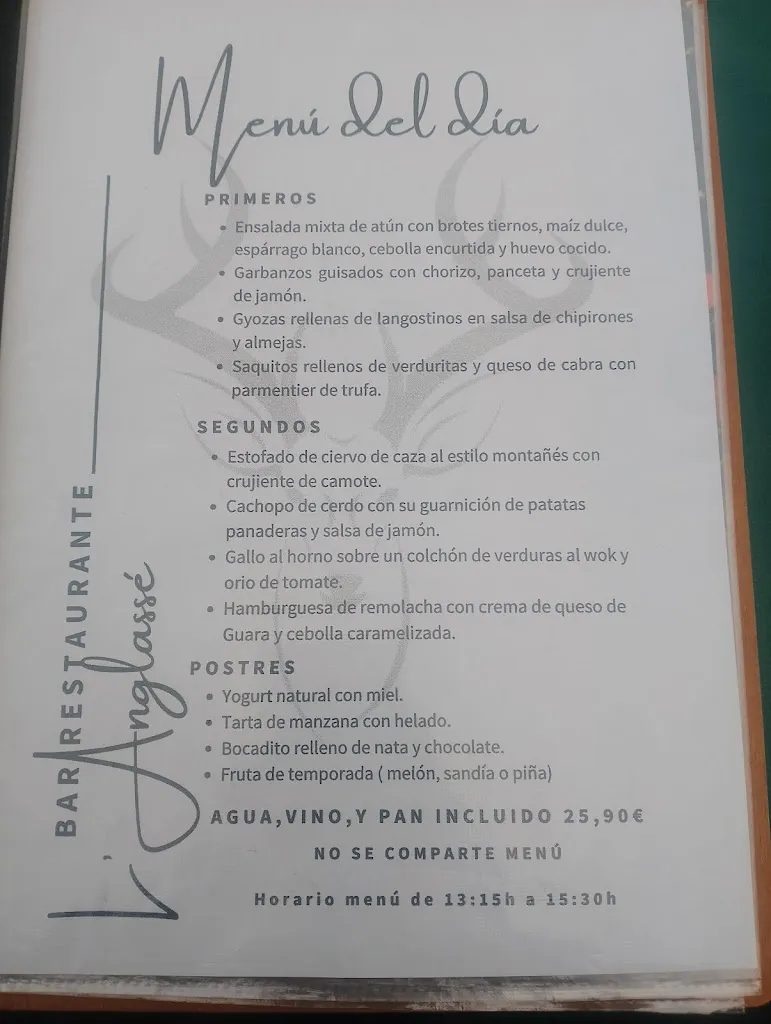 Menú del día
PRIMEROS
• Ensalada mixta de atún con brotes tiernos, maíz dulce,
espárrago blanco, cebolla encurtida y huevo cocido.
• Garbanzos guisados con chorizo, panceta y crujiente
de jamón.
• Gyozas rellenas de langostinos en salsa de chipirones
y almejas.
• Saquitos rellenos de verduritas y queso de cabra con
parmentier de trufa.
SEGUNDOS
• Estofado de ciervo de caza al estilo montañés con
crujiente de camote.
• Cachopo de cerdo con su guarnición de patatas
panaderas y salsa de jamón.
• Gallo al horno sobre un colchón de verduras al wok y
orio de tomate.
• Hamburguesa de remolacha con crema de queso de
Guara y cebolla caramelizada.
POSTRES
• Yogurt natural con miel.
• Tarta de manzana con helado.
• Bocadito relleno de nata y chocolate.
• Fruta de temporada ( melón, sandía o piña)
AGUA,VINO,Y PAN INCLUIDO 25,90€
NO SE COMPARTE MENÚ
Horario menú de 13:15h a 15:30h
BAR RESTAURANTE
L'Anglassé